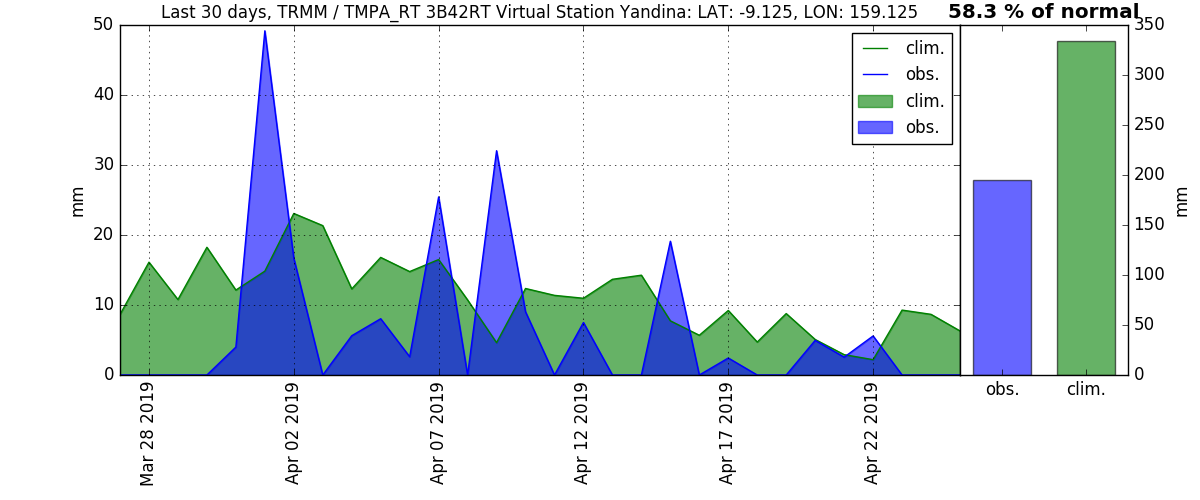 Last 30 days, TRMM / TMPA_RT 3B42RT Virtual Station Yandina: LAT: -9.125, LON: 159.125
58.3 % of normal
50
40
30
20
10
0
mm
clim.
obs.
clim.
obs.
Mar 28 2019
Apr 02 2019
Apr 07 2019
Apr 12 2019
Apr 17 2019
Apr 22 2019
350
300
250
200
150
100
50
0
mm
obs.
clim.